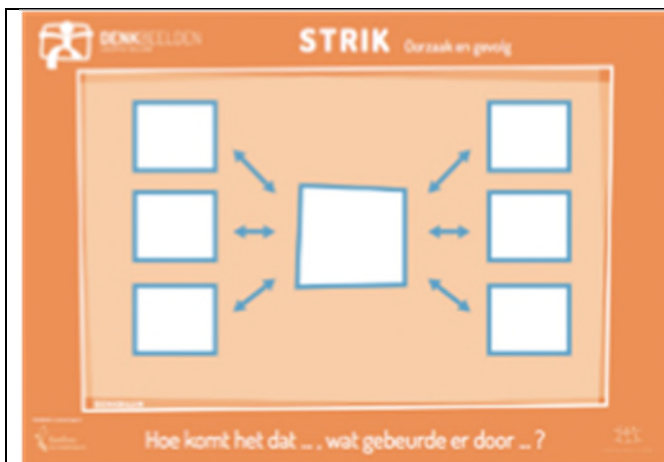 DENKBEELDEN
STRIK Oorzaak en gevolg
Hoe komt het dat ... , wat gebeurde er door ... ?